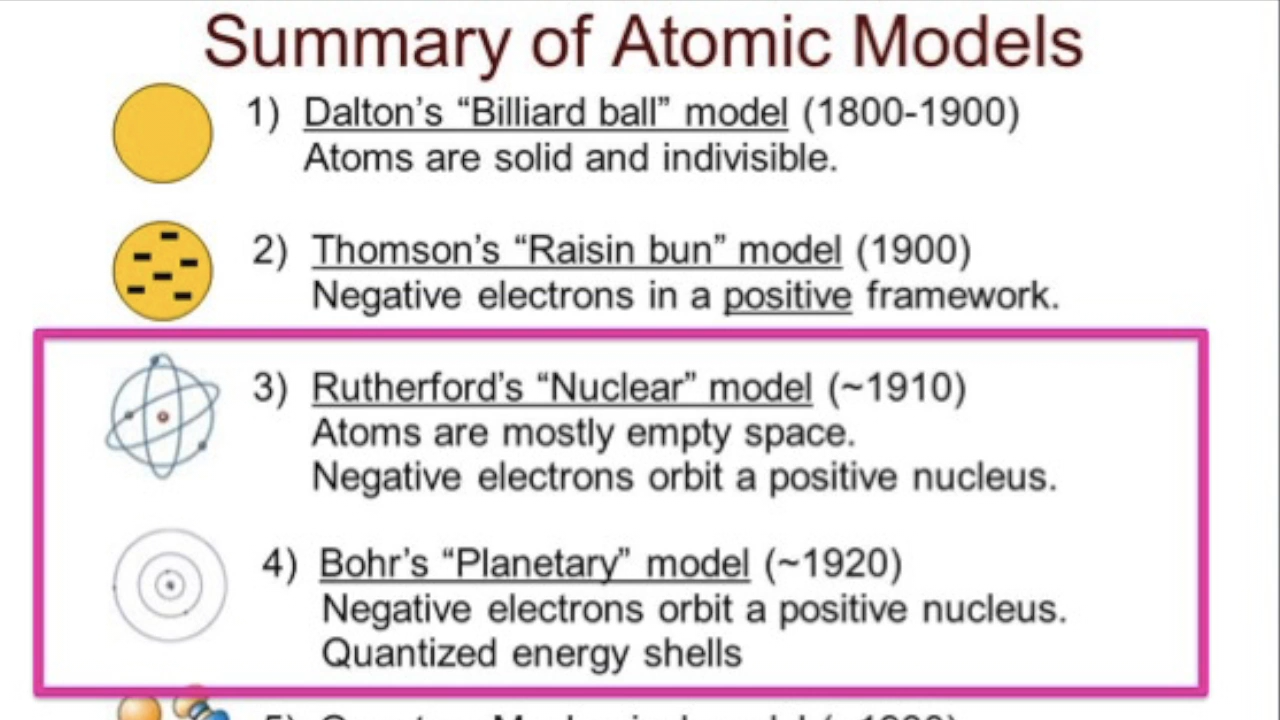 Summary of Atomic Models
1) Dalton's “Billiard ball” model (1800-1900)
Atoms are solid and indivisible.
2) Thomson's “Raisin bun” model (1900)
Negative electrons in a positive framework.
3) Rutherford's “Nuclear” model (~1910)
Atoms are mostly empty space.
Negative electrons orbit a positive nucleus.
4) Bohr's “Planetary” model (~1920)
Negative electrons orbit a positive nucleus.
Quantized energy shells